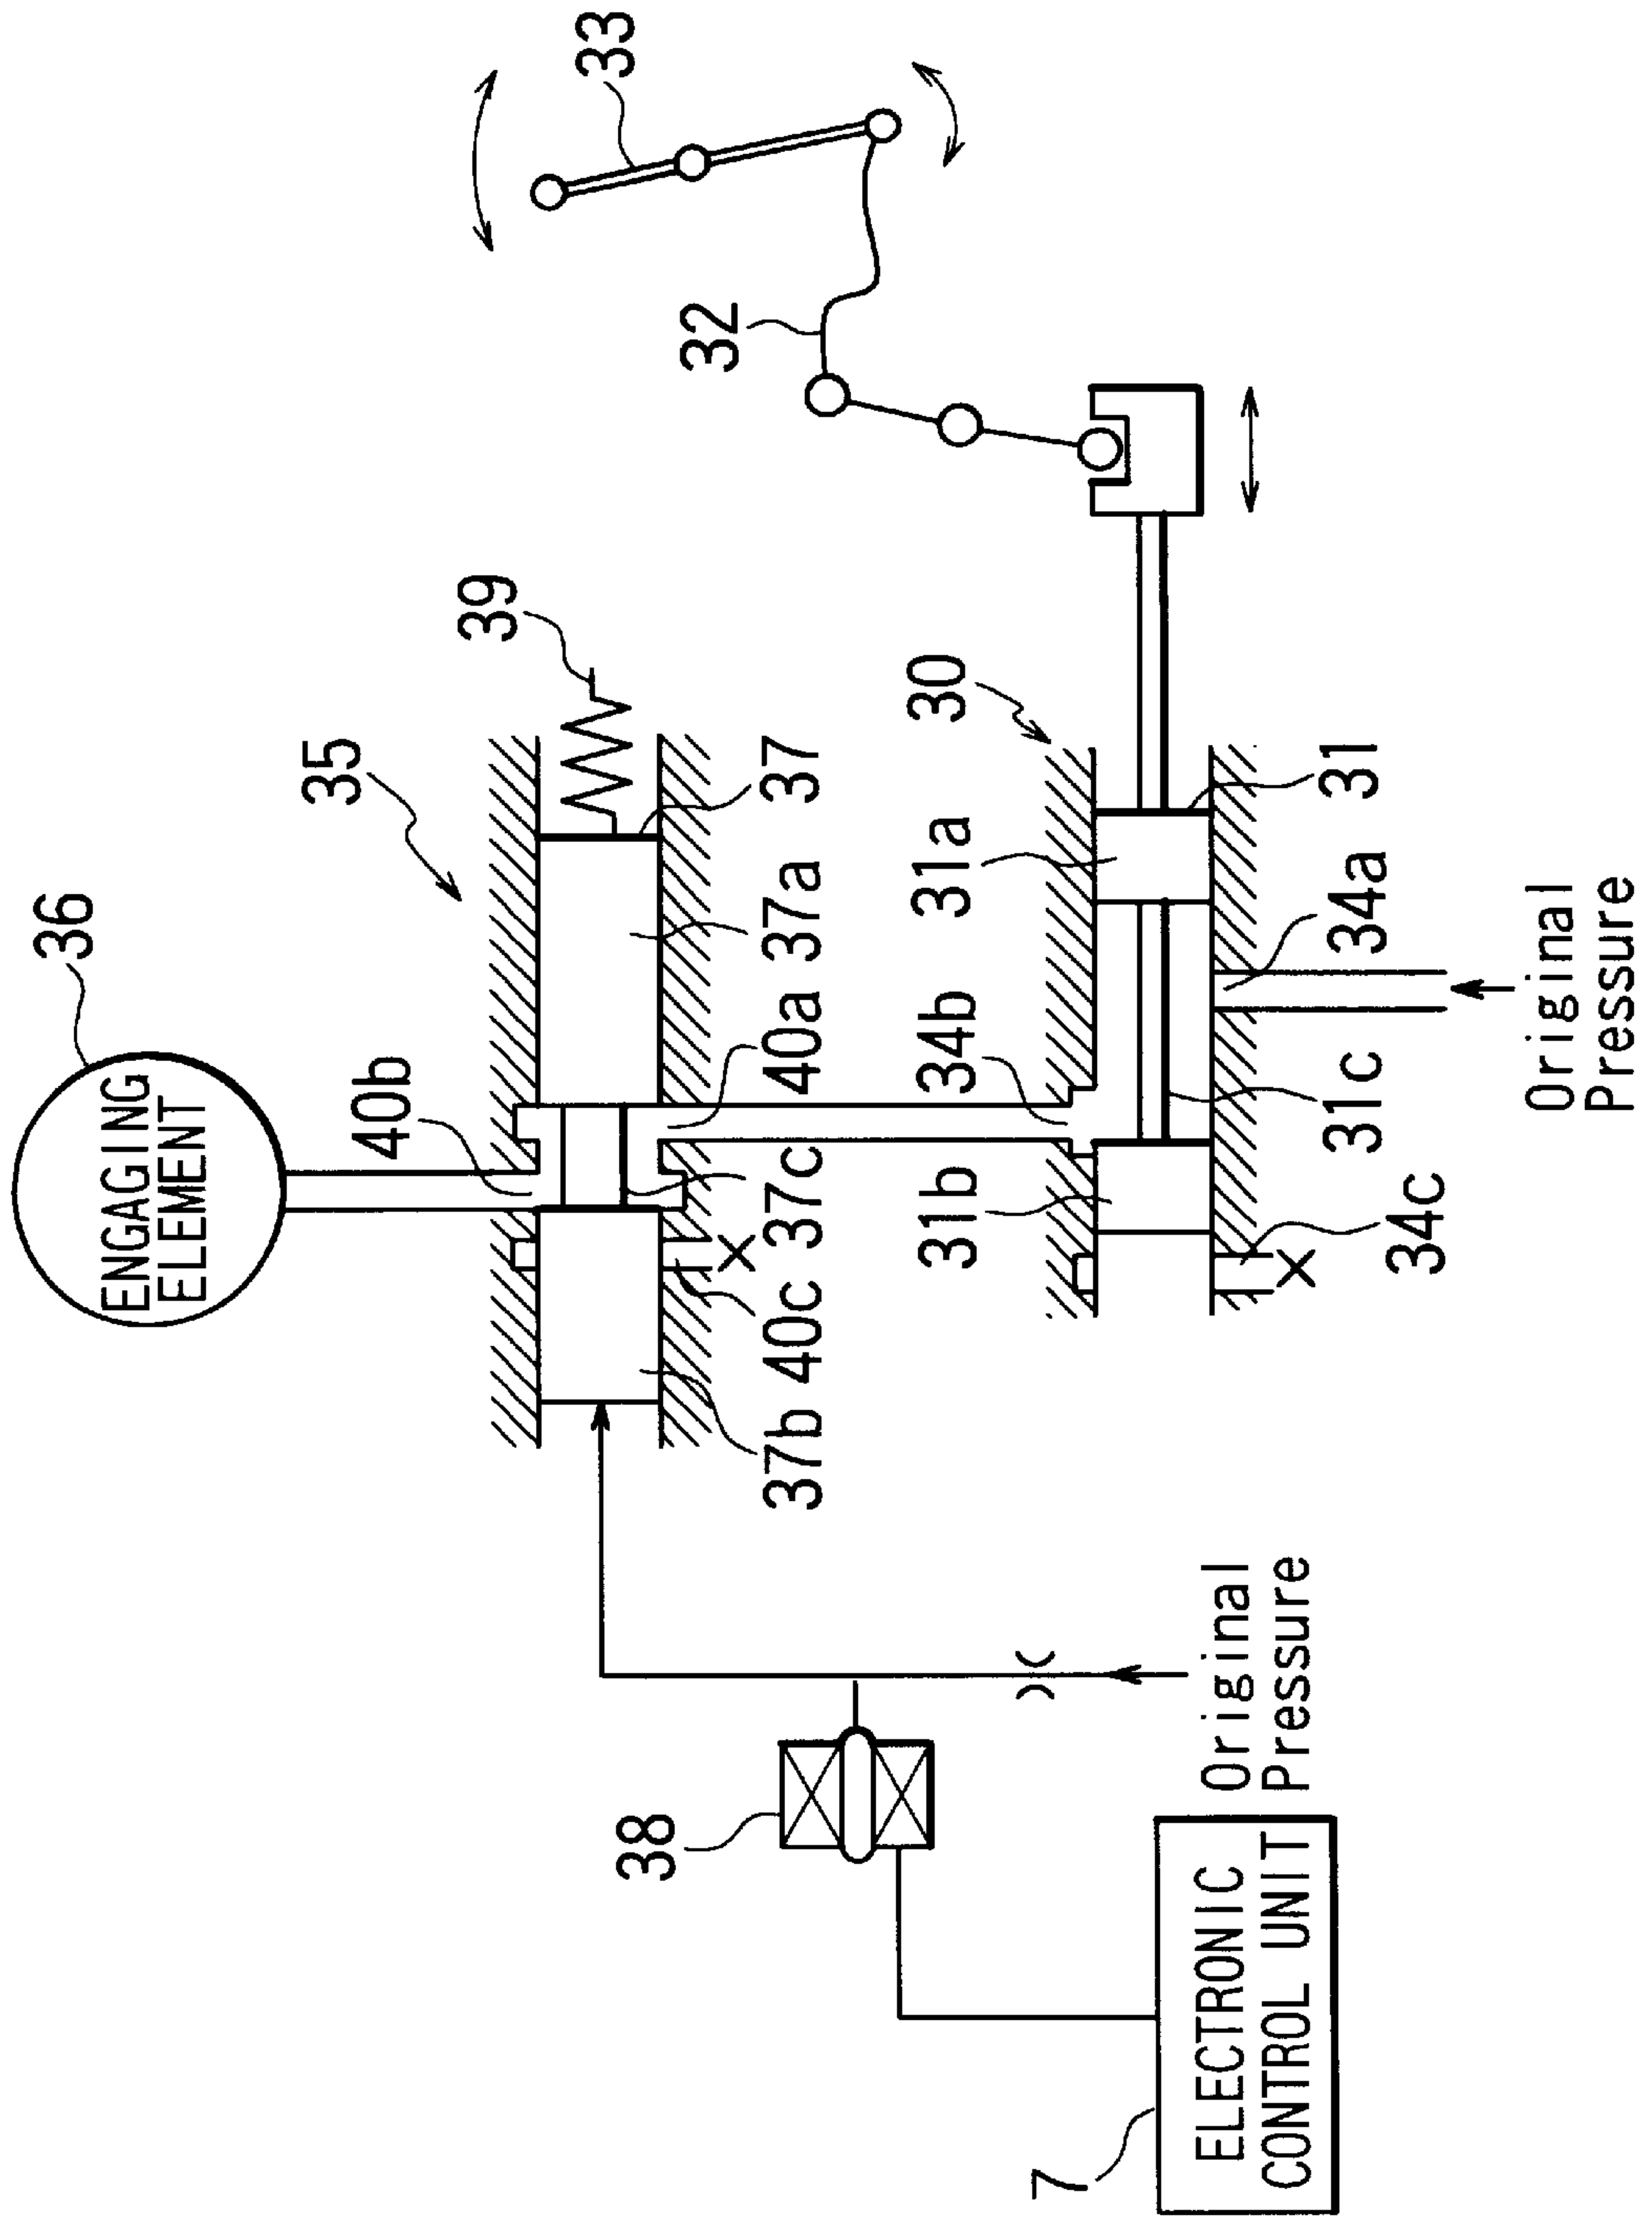 36
ENGAGING
ELEMENT
35
40b
39
33
38
32
37b
40c
37c
40a
37a
37
31b
34b
31a
30
7
ELECTRONIC
CONTROL UNIT
Original
Pressure
34c
31c
34a
31
Original
Pressure